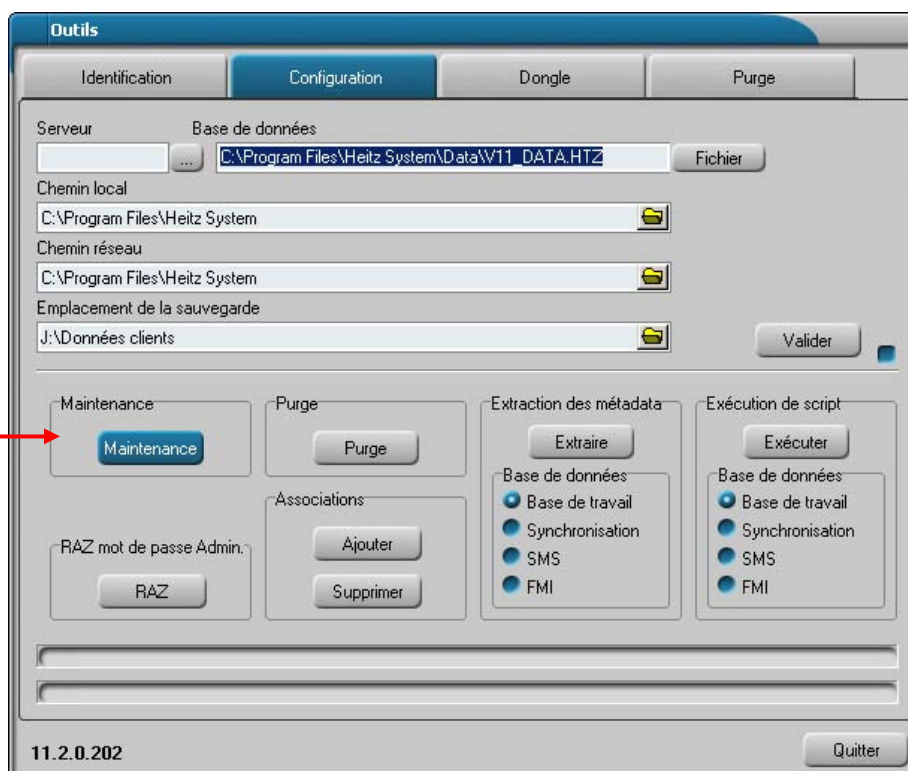 Outils
Identification
Configuration
Dongle
Purge
Serveur
Base de données
...
C:\Program Files\Heitz System\Data\V11_DATA.HTZ
Fichier
Chemin local
C:\Program Files\Heitz System
Chemin réseau
C:\Program Files\Heitz System
Emplacement de la sauvegarde
J:\Données clients
Valider
Maintenance
Maintenance
RAZ mot de passe Admin.
RAZ
Purge
Purge
Associations
Ajouter
Supprimer
Extraction des métadata
Extraire
Base de données
Base de travail
Synchronisation
SMS
FMI
Exécution de script
Exécuter
Base de données
Base de travail
Synchronisation
SMS
FMI
11.2.0.202
Quitter